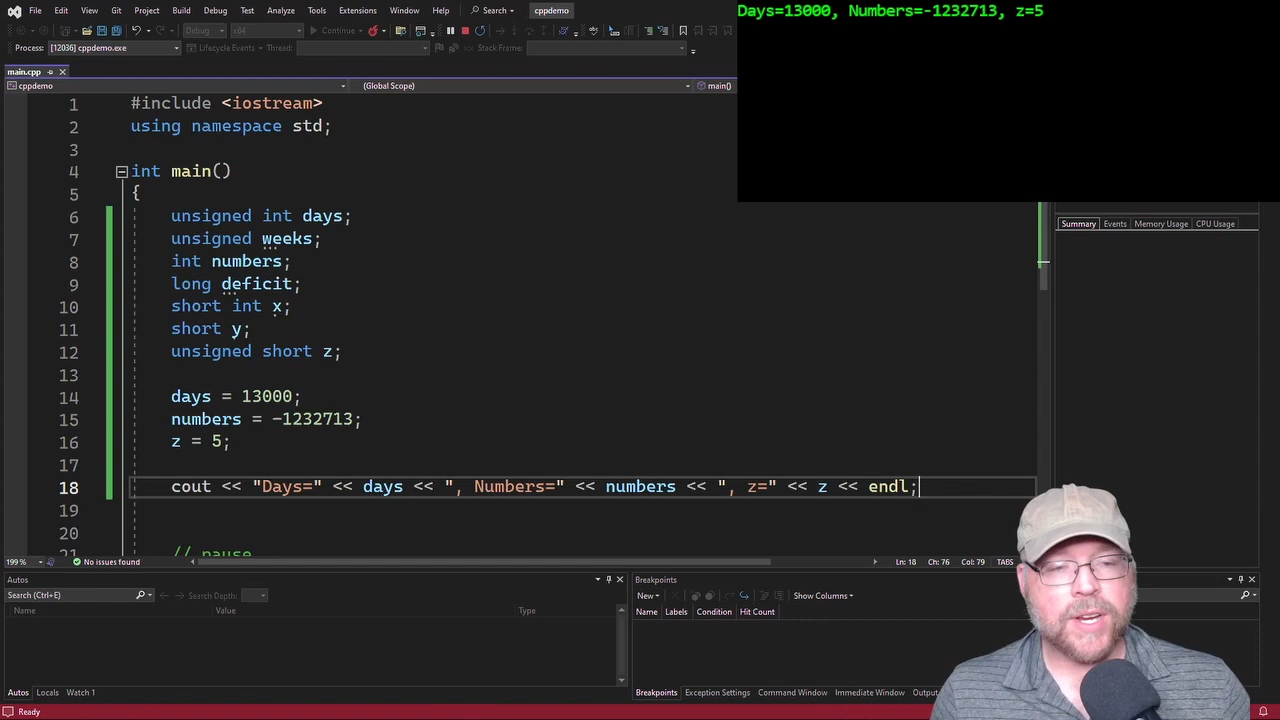 File Edit View Git Project Build Debug Test Analyze Tools Extensions Window Help Search cppdemo
Debug x64 Continue
Process: [12036] cppdemo.exe Lifecycle Events Thread: Stack Frame:
main.cpp
cppdemo (Global Scope) main()
Days=13000, Numbers=-1232713, z=5
1 #include <iostream>
2 using namespace std;
3
4 int main()
5 {
6 unsigned int days;
7 unsigned weeks;
8 int numbers;
9 long deficit;
10 short int x;
11 short y;
12 unsigned short z;
13
14 days = 13000;
15 numbers = -1232713;
16 z = 5;
17
18 cout << "Days=" << days << ", Numbers=" << numbers << ", z=" << z << endl;
19
20
21 // pause
Summary Events Memory Usage CPU Usage
199 % No issues found Ln: 18 Ch: 76 Col: 79 TABS
Autos
Search (Ctrl+E) Search Depth:
Name Value Type
Autos Locals Watch 1
Breakpoints
New Show Columns
Name Labels Condition Hit Count
Breakpoints Exception Settings Command Window Immediate Window Output
Ready